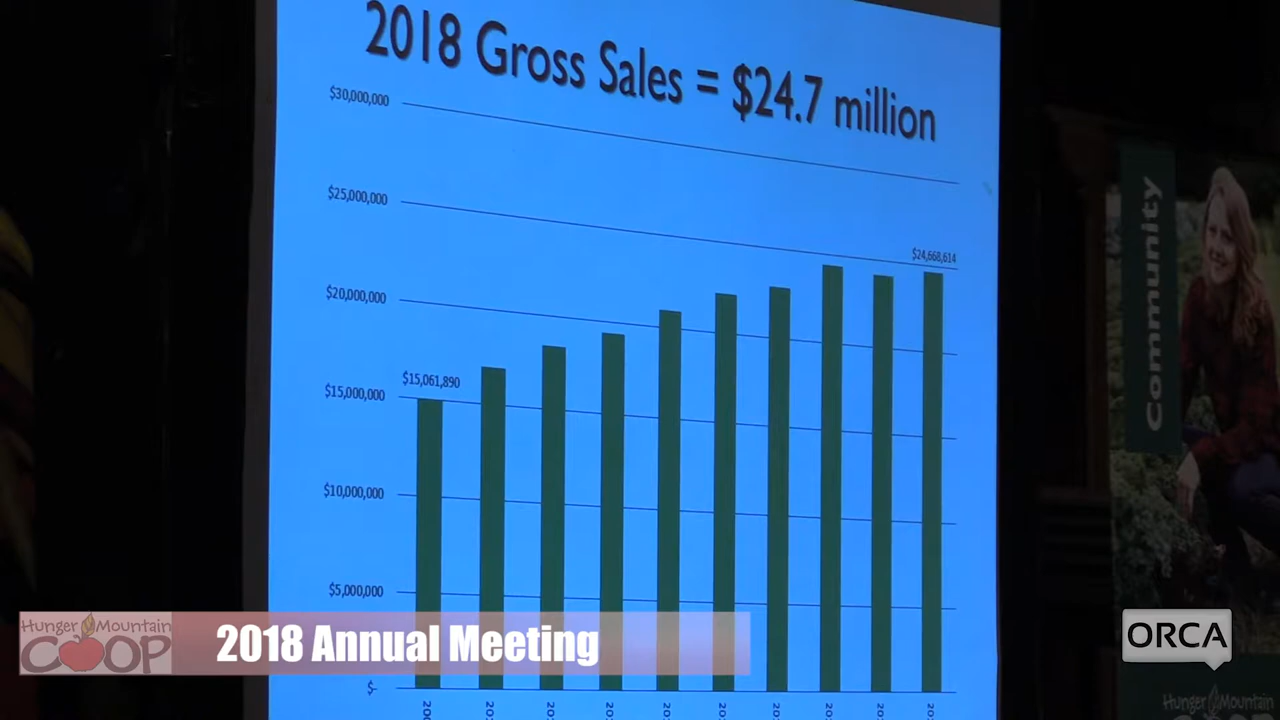 2018 Gross Sales = $24.7 million
$30,000,000
$25,000,000
$24,668,614
$20,000,000
$15,061,890
$15,000,000
$10,000,000
$5,000,000
$-
Community
Hunger Mountain
COOP
2018 Annual Meeting
ORCA
Hunger Mountain